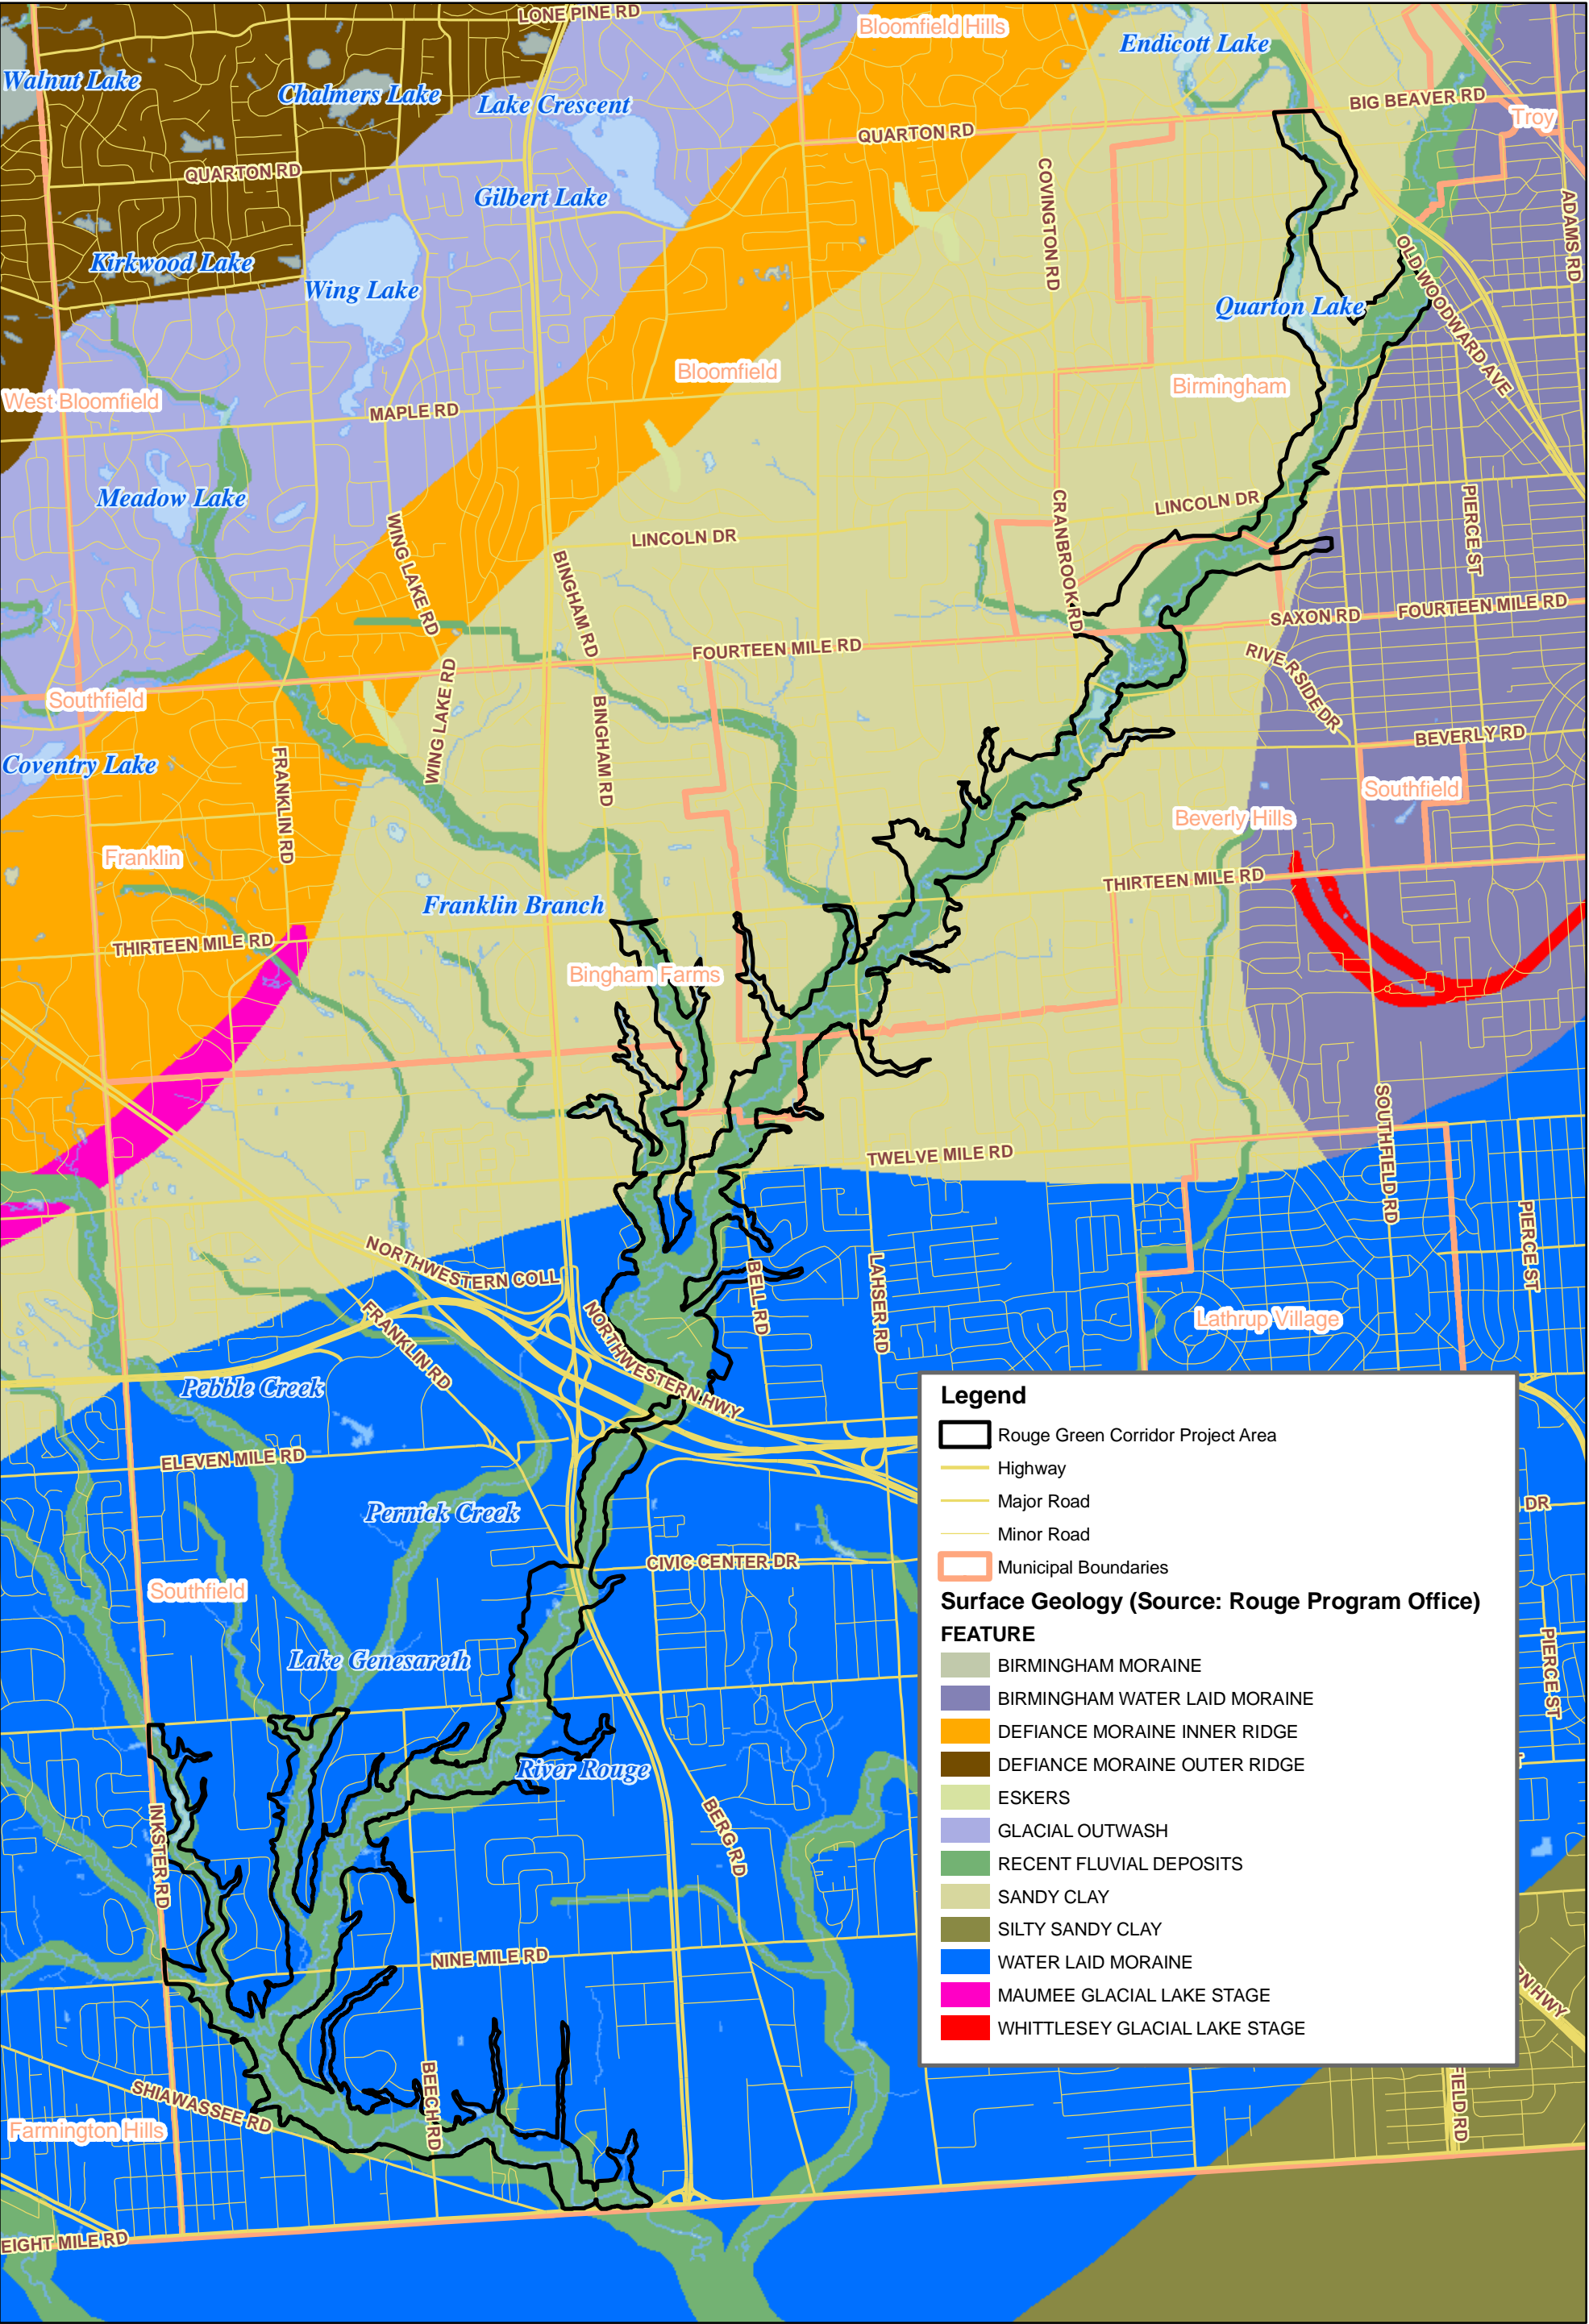 LONE PINE RD
Bloomfield Hills
Endicott Lake
Walnut Lake
Chalmers Lake
Lake Crescent
BIG BEAVER RD
Troy
QUARTON RD
QUARTON RD
COVINGTON RD
Gilbert Lake
ADAMS RD
Kirkwood Lake
Wing Lake
Quarton Lake
OLD WOODWARD AVE
Bloomfield
Birmingham
West Bloomfield
MAPLE RD
Meadow Lake
WING LAKE RD
LINCOLN DR
LINCOLN DR
PIERCE ST
BINGHAM RD
CRANBROOK RD
SAXON RD
FOURTEEN MILE RD
FOURTEEN MILE RD
RIVERSIDE DR
Southfield
WING LAKE RD
BINGHAM RD
BEVERLY RD
Coventry Lake
FRANKLIN RD
Southfield
Beverly Hills
Franklin
THIRTEEN MILE RD
Franklin Branch
THIRTEEN MILE RD
Bingham Farms
SOUTHFIELD RD
TWELVE MILE RD
PIERCE ST
NORTHWESTERN COLL
BELL RD
LAHSER RD
FRANKLIN RD
NORTHWESTERN HWY
Lathrup Village
Pebble Creek
ELEVEN MILE RD
Pernick Creek
DR
CIVIC CENTER DR
Southfield
Lake Genesareth
PIERCE ST
River Rouge
INKSTER RD
BERG RD
NINE MILE RD
RN HWY
SHIAWASSEE RD
BEECH RD
FIELD RD
Farmington Hills
EIGHT MILE RD
Legend
Rouge Green Corridor Project Area
Highway
Major Road
Minor Road
Municipal Boundaries
Surface Geology (Source: Rouge Program Office)
FEATURE
BIRMINGHAM MORAINE
BIRMINGHAM WATER LAID MORAINE
DEFIANCE MORAINE INNER RIDGE
DEFIANCE MORAINE OUTER RIDGE
ESKERS
GLACIAL OUTWASH
RECENT FLUVIAL DEPOSITS
SANDY CLAY
SILTY SANDY CLAY
WATER LAID MORAINE
MAUMEE GLACIAL LAKE STAGE
WHITTLESEY GLACIAL LAKE STAGE